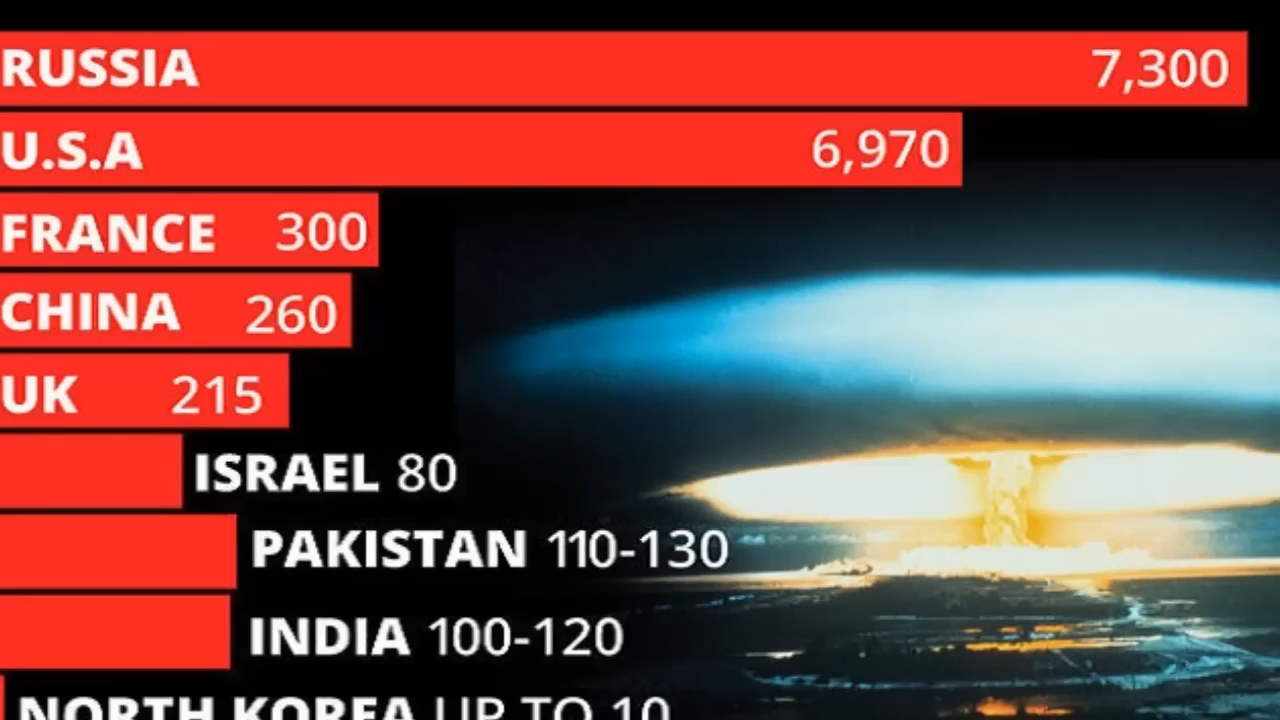 RUSSIA 7,300
U.S.A 6,970
FRANCE 300
CHINA 260
UK 215
ISRAEL 80
PAKISTAN 110-130
INDIA 100-120
NORTH KOREA UP TO 10